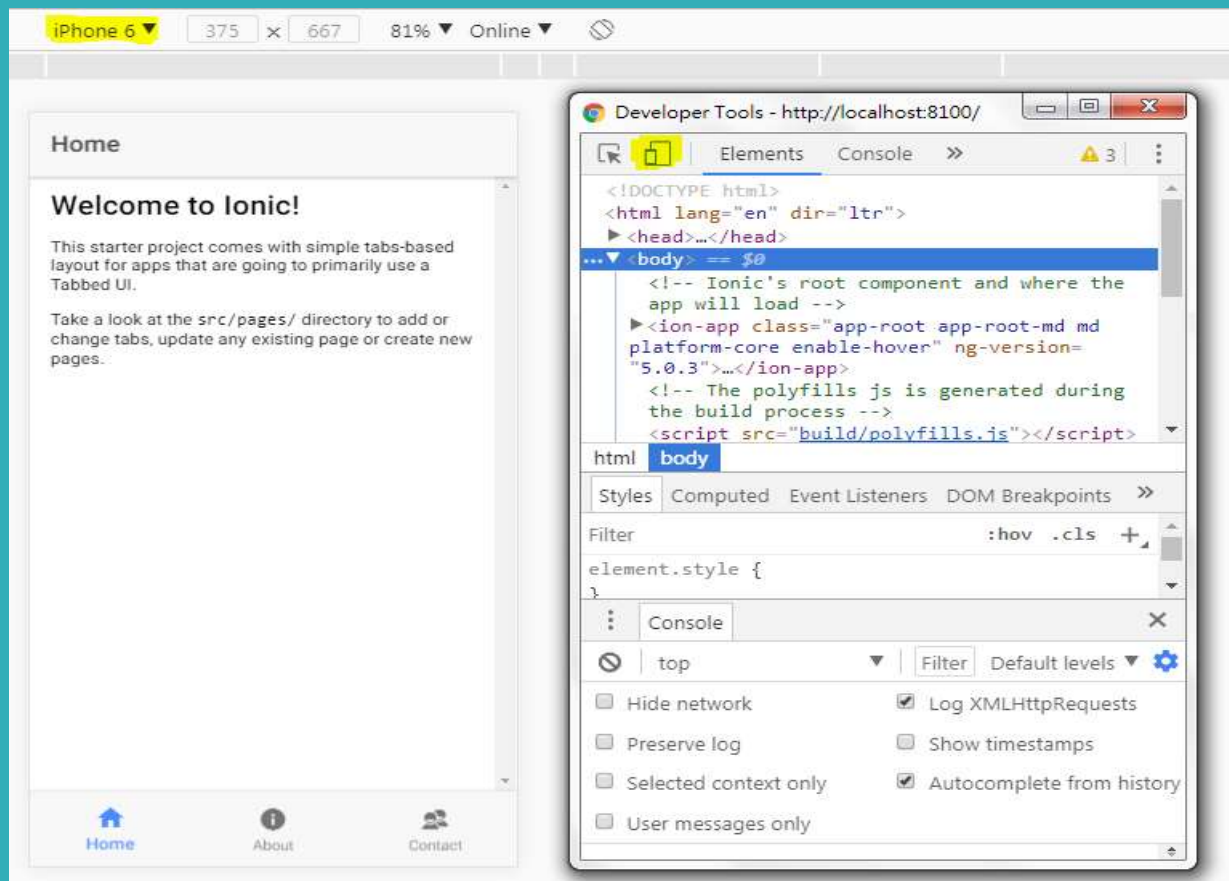 iPhone 6 ▼ 375 × 667 81% ▼ Online ▼
Home
Welcome to Ionic!
This starter project comes with simple tabs-based
layout for apps that are going to primarily use a
Tabbed UI.
Take a look at the src/pages/ directory to add or
change tabs, update any existing page or create new
pages.
Home About Contact
Developer Tools - http://localhost:8100/
Elements Console » 3
<!DOCTYPE html>
<html lang="en" dir="ltr">
▶<head>…</head>
...▼<body> == $0
<!-- Ionic's root component and where the
app will load -->
▶<ion-app class="app-root app-root-md md
platform-core enable-hover" ng-version=
"5.0.3">…</ion-app>
<!-- The polyfills js is generated during
the build process -->
<script src="build/polyfills.js"></script>
html body
Styles Computed Event Listeners DOM Breakpoints »
Filter :hov .cls +
element.style {
}
Console
top ▼ Filter Default levels ▼
Hide network Log XMLHttpRequests
Preserve log Show timestamps
Selected context only Autocomplete from history
User messages only